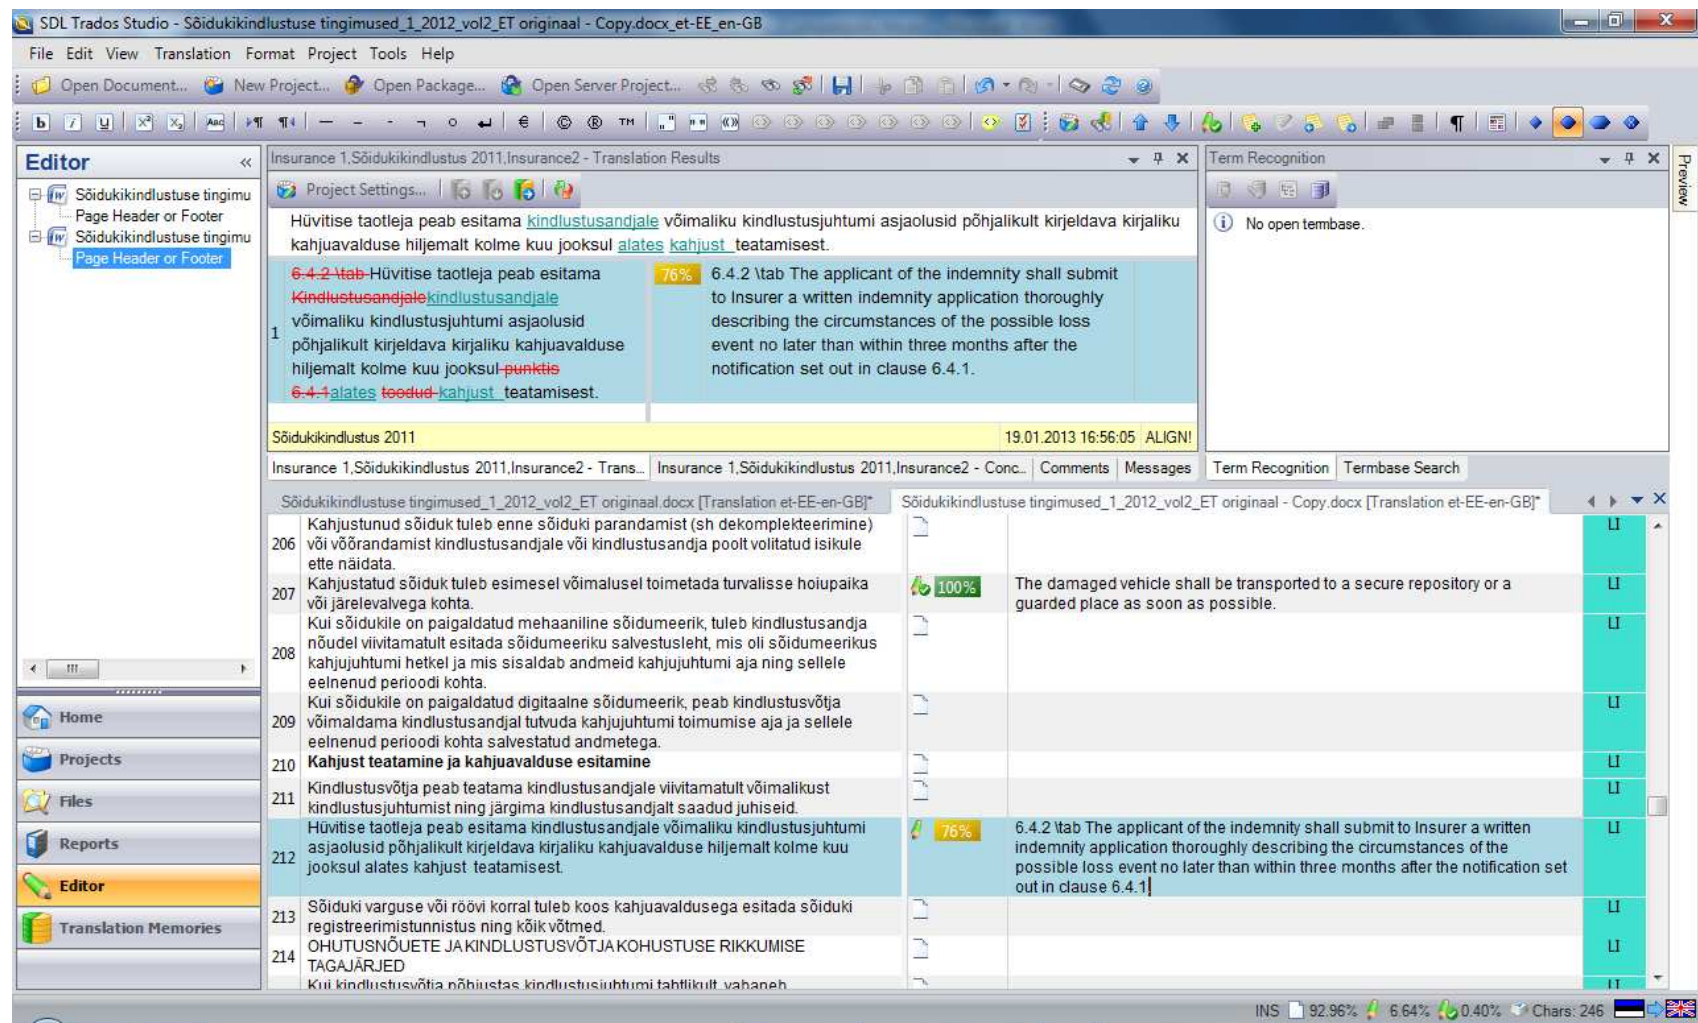 SDL Trados Studio - Sõidukikindlustuse tingimused_1_2012_vol2_ET originaal - Copy.docx_et-EE_en-GB
File Edit View Translation Format Project Tools Help
Open Document... New Project... Open Package... Open Server Project...
Editor
Sõidukikindlustuse tingimu
Page Header or Footer
Sõidukikindlustuse tingimu
Page Header or Footer
Home
Projects
Files
Reports
Editor
Translation Memories
Insurance 1,Sõidukikindlustus 2011,Insurance2 - Translation Results
Project Settings...
Hüvitise taotleja peab esitama kindlustusandjale võimaliku kindlustusjuhtumi asjaolusid põhjalikult kirjeldava kirjaliku
kahjuavalduse hiljemalt kolme kuu jooksul alates kahjust teatamisest.
1
6.4.2 \tab Hüvitise taotleja peab esitama
Kindlustusandjalekindlustusandjale
võimaliku kindlustusjuhtumi asjaolusid
põhjalikult kirjeldava kirjaliku kahjuavalduse
hiljemalt kolme kuu jooksul punktis
6.4.1alates toodud kahjust teatamisest.
76%
6.4.2 \tab The applicant of the indemnity shall submit
to Insurer a written indemnity application thoroughly
describing the circumstances of the possible loss
event no later than within three months after the
notification set out in clause 6.4.1.
Sõidukikindlustus 2011 19.01.2013 16:56:05 ALIGN!
Insurance 1,Sõidukikindlustus 2011,Insurance2 - Trans... Insurance 1,Sõidukikindlustus 2011,Insurance2 - Conc... Comments Messages
Term Recognition
No open termbase.
Term Recognition Termbase Search
Preview
Sõidukikindlustuse tingimused_1_2012_vol2_ET originaal.docx [Translation et-EE-en-GB]* Sõidukikindlustuse tingimused_1_2012_vol2_ET originaal - Copy.docx [Translation et-EE-en-GB]*
206
Kahjustunud sõiduk tuleb enne sõiduki parandamist (sh dekomplekteerimine)
või võõrandamist kindlustusandjale või kindlustusandja poolt volitatud isikule
ette näidata.
LI
207
Kahjustatud sõiduk tuleb esimesel võimalusel toimetada turvalisse hoiupaika
või järelevalvega kohta.
100%
The damaged vehicle shall be transported to a secure repository or a
guarded place as soon as possible.
LI
208
Kui sõidukile on paigaldatud mehaaniline sõidumeerik, tuleb kindlustusandja
nõudel viivitamatult esitada sõidumeeriku salvestusleht, mis oli sõidumeerikus
kahjujuhtumi hetkel ja mis sisaldab andmeid kahjujuhtumi aja ning sellele
eelnenud perioodi kohta.
LI
209
Kui sõidukile on paigaldatud digitaalne sõidumeerik, peab kindlustusvõtja
võimaldama kindlustusandjal tutvuda kahjujuhtumi toimumise aja ja sellele
eelnenud perioodi kohta salvestatud andmetega.
LI
210
Kahjust teatamine ja kahjuavalduse esitamine
LI
211
Kindlustusvõtja peab teatama kindlustusandjale viivitamatult võimalikust
kindlustusjuhtumist ning järgima kindlustusandjalt saadud juhiseid.
LI
212
Hüvitise taotleja peab esitama kindlustusandjale võimaliku kindlustusjuhtumi
asjaolusid põhjalikult kirjeldava kirjaliku kahjuavalduse hiljemalt kolme kuu
jooksul alates kahjust teatamisest.
76%
6.4.2 \tab The applicant of the indemnity shall submit to Insurer a written
indemnity application thoroughly describing the circumstances of the
possible loss event no later than within three months after the notification set
out in clause 6.4.1
LI
213
Sõiduki varguse või röövi korral tuleb koos kahjuavaldusega esitada sõiduki
registreerimistunnistus ning kõik võtmed.
LI
214
OHUTUSNÕUETE JA KINDLUSTUSVÕTJA KOHUSTUSE RIKKUMISE
TAGAJÄRJED
LI
Kui kindlustusvõtja põhjustas kindlustusjuhtumi tahtlikult, vabaneb
LI
INS 92.96% 6.64% 0.40% Chars: 246